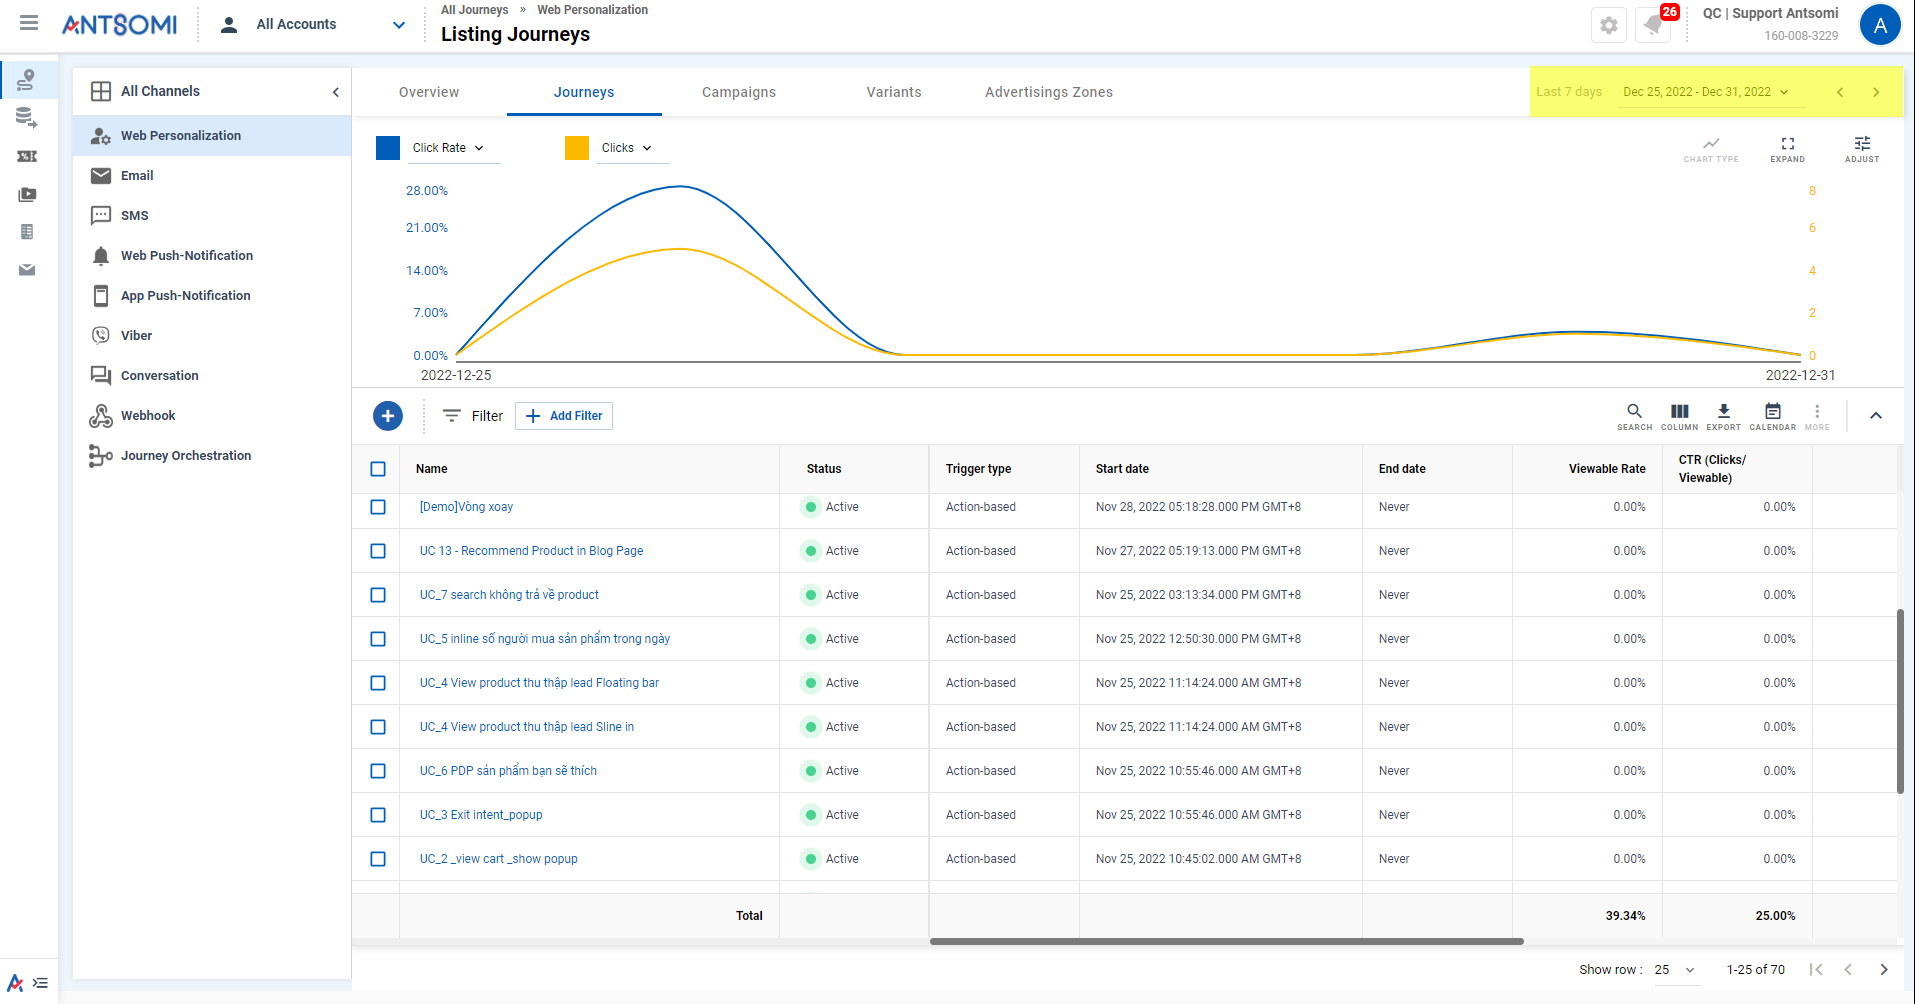 ANTSOMI
All Accounts
All Journeys » Web Personalization
Listing Journeys
26
QC | Support Antsomi
160-008-3229
A
All Channels
Web Personalization
Email
SMS
Web Push-Notification
App Push-Notification
Viber
Conversation
Webhook
Journey Orchestration
Overview
Journeys
Campaigns
Variants
Advertisings Zones
Last 7 days
Dec 25, 2022 - Dec 31, 2022
Click Rate
Clicks
CHART TYPE
EXPAND
ADJUST
28.00%
21.00%
14.00%
7.00%
0.00%
8
6
4
2
0
2022-12-25
2022-12-31
Filter
Add Filter
SEARCH
COLUMN
EXPORT
CALENDAR
MORE
Name Status Trigger type Start date End date Viewable Rate CTR (Clicks/
Viewable)
[Demo]Vòng xoay Active Action-based Nov 28, 2022 05:18:28.000 PM GMT+8 Never 0.00% 0.00%
UC 13 - Recommend Product in Blog Page Active Action-based Nov 27, 2022 05:19:13.000 PM GMT+8 Never 0.00% 0.00%
UC_7 search không trả về product Active Action-based Nov 25, 2022 03:13:34.000 PM GMT+8 Never 0.00% 0.00%
UC_5 inline số người mua sản phẩm trong ngày Active Action-based Nov 25, 2022 12:50:30.000 PM GMT+8 Never 0.00% 0.00%
UC_4 View product thu thập lead Floating bar Active Action-based Nov 25, 2022 11:14:24.000 AM GMT+8 Never 0.00% 0.00%
UC_4 View product thu thập lead Sline in Active Action-based Nov 25, 2022 11:14:24.000 AM GMT+8 Never 0.00% 0.00%
UC_6 PDP sản phẩm bạn sẽ thích Active Action-based Nov 25, 2022 10:55:46.000 AM GMT+8 Never 0.00% 0.00%
UC_3 Exit intent_popup Active Action-based Nov 25, 2022 10:55:46.000 AM GMT+8 Never 0.00% 0.00%
UC_2 _view cart _show popup Active Action-based Nov 25, 2022 10:45:02.000 AM GMT+8 Never 0.00% 0.00%
Total 39.34% 25.00%
Show row : 25 1-25 of 70